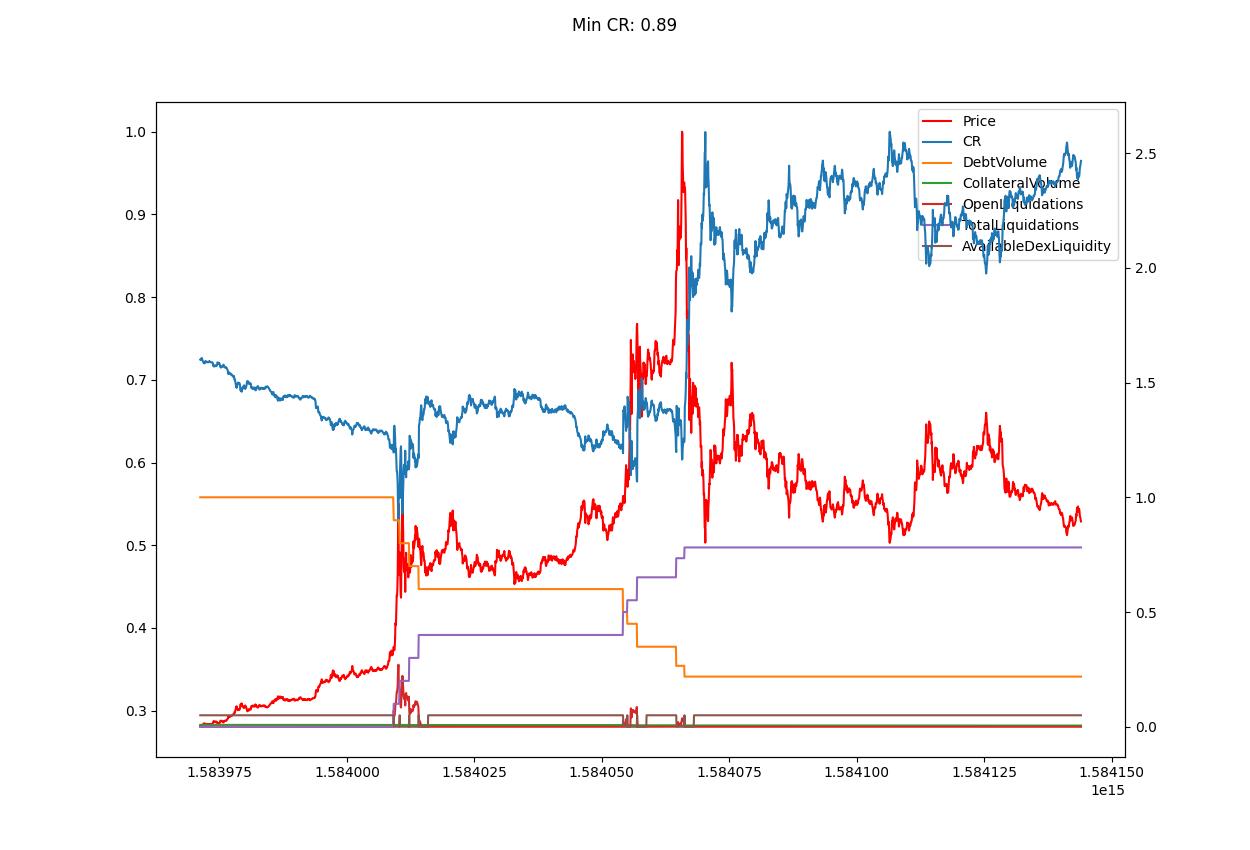 Min CR: 0.89
1.0
0.9
0.8
0.7
0.6
0.5
0.4
0.3
2.5
2.0
1.5
1.0
0.5
0.0
Price
CR
DebtVolume
CollateralVolume
OpenLiquidations
TotalLiquidations
AvailableDexLiquidity
1.583975
1.584000
1.584025
1.584050
1.584075
1.584100
1.584125
1.584150
1e15